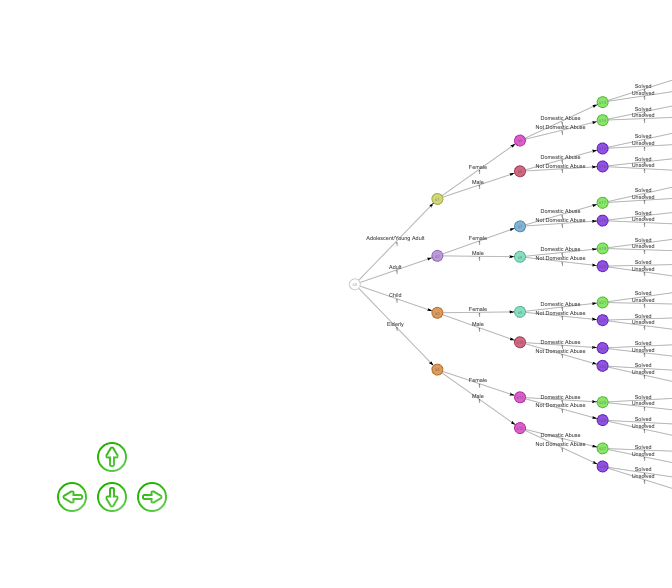 Solved
Unsolved
Solved
Unsolved
Domestic Abuse
Not Domestic Abuse
Solved
Unsolved
Domestic Abuse
Not Domestic Abuse
Solved
Unsolved
Female
Male
Solved
Unsolved
Domestic Abuse
Not Domestic Abuse
Solved
Unsolved
Adolescent/Young Adult
Female
Male
Solved
Unsolved
Domestic Abuse
Not Domestic Abuse
Solved
Unsolved
Adult
Child
Solved
Unsolved
Domestic Abuse
Not Domestic Abuse
Solved
Unsolved
Female
Male
Elderly
Solved
Unsolved
Domestic Abuse
Not Domestic Abuse
Solved
Unsolved
Female
Male
Solved
Unsolved
Domestic Abuse
Not Domestic Abuse
Solved
Unsolved
Domestic Abuse
Not Domestic Abuse
Solved
Unsolved
Solved
Unsolved